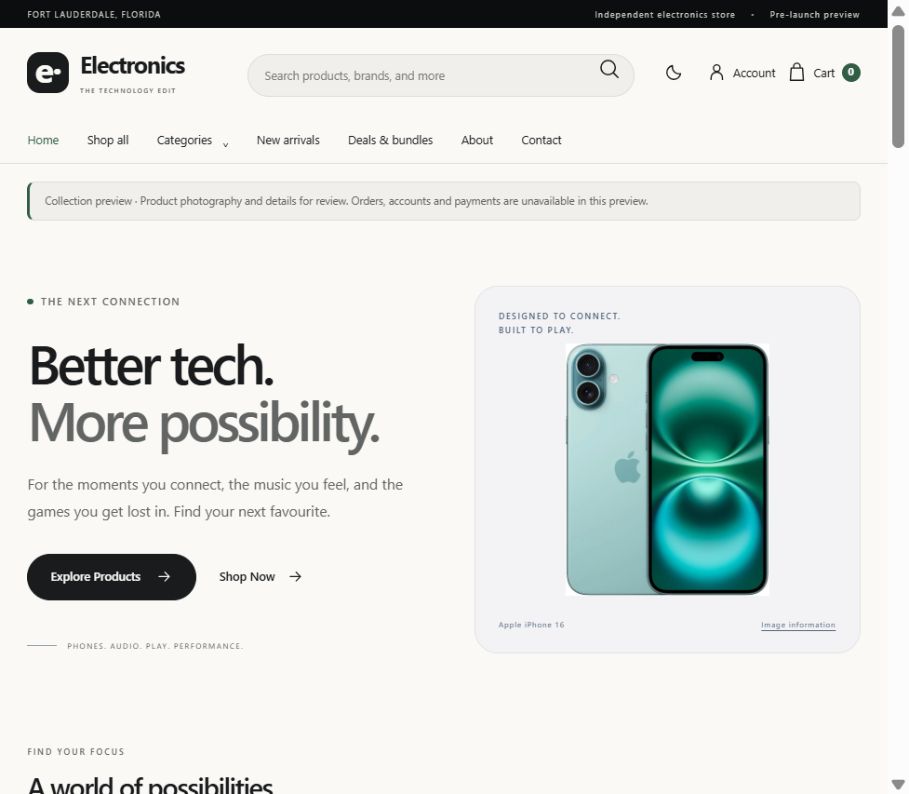 FORT LAUDERDALE, FLORIDA
Independent electronics store • Pre-launch preview
e
Electronics
THE TECHNOLOGY EDIT
Search products, brands, and more
Account
Cart 0
Home Shop all Categories New arrivals Deals & bundles About Contact
Collection preview · Product photography and details for review. Orders, accounts and payments are unavailable in this preview.
THE NEXT CONNECTION
Better tech.
More possibility.
For the moments you connect, the music you feel, and the
games you get lost in. Find your next favourite.
Explore Products →
Shop Now →
PHONES. AUDIO. PLAY. PERFORMANCE.
DESIGNED TO CONNECT.
BUILT TO PLAY.
Apple iPhone 16
Image information
FIND YOUR FOCUS
A world of possibilities